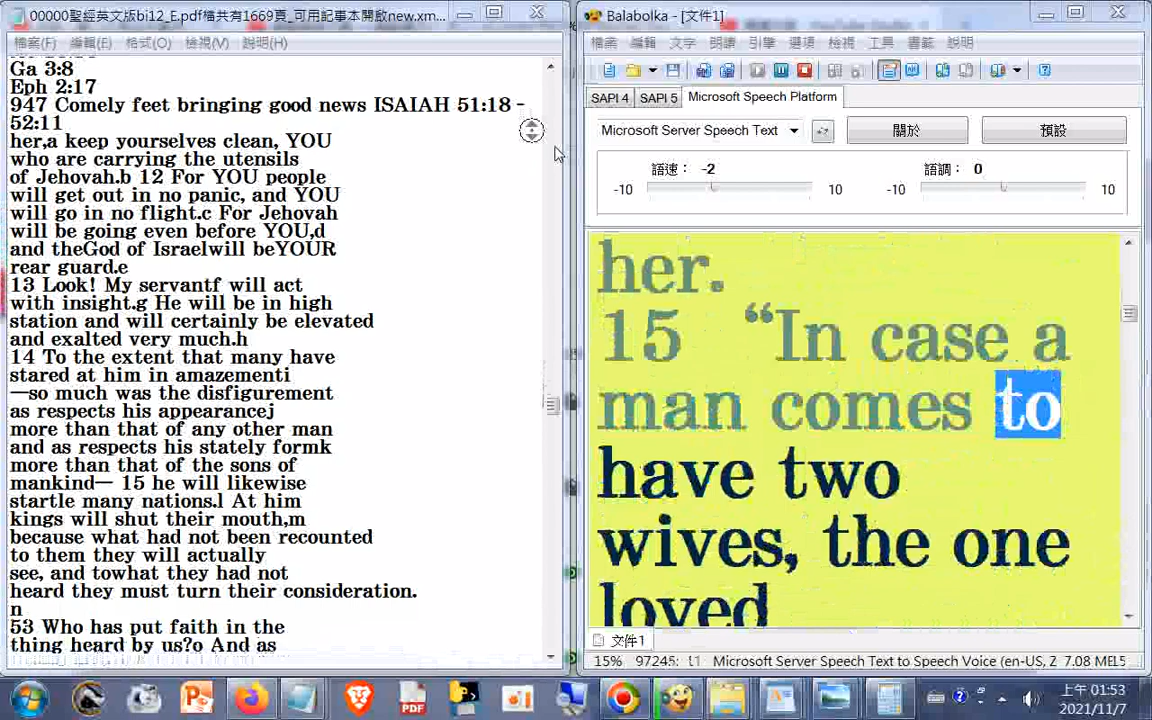 00000聖經英文版bi12_E.pdf檔共有1669頁_可用記事本開啟new.xm...
檔案(F) 編輯(E) 格式(O) 檢視(V) 說明(H)
Ga 3:8
Eph 2:17
947 Comely feet bringing good news ISAIAH 51:18 -
52:11
her,a keep yourselves clean, YOU
who are carrying the utensils
of Jehovah.b 12 For YOU people
will get out in no panic, and YOU
will go in no flight.c For Jehovah
will be going even before YOU,d
and theGod of Israelwill beYOUR
rear guard.e
13 Look! My servantf will act
with insight.g He will be in high
station and will certainly be elevated
and exalted very much.h
14 To the extent that many have
stared at him in amazementi
—so much was the disfigurement
as respects his appearancej
more than that of any other man
and as respects his stately formk
more than that of the sons of
mankind— 15 he will likewise
startle many nations.l At him
kings will shut their mouth,m
because what had not been recounted
to them they will actually
see, and towhat they had not
heard they must turn their consideration.
n
53 Who has put faith in the
thing heard by us?o And as
Balabolka - [文件1]
檔案 編輯 文字 朗讀 引擎 選項 檢視 工具 書籤 說明
SAPI 4 SAPI 5 Microsoft Speech Platform
Microsoft Server Speech Text 關於 預設
語速： -2 語調： 0
-10 10 -10 10
her.
15 “In case a
man comes to
have two
wives, the one
loved
文件1
15% 97245: Microsoft Server Speech Text to Speech Voice (en-US, 2 7.08 MEL5
PDF
上午 01:53
2021/11/7